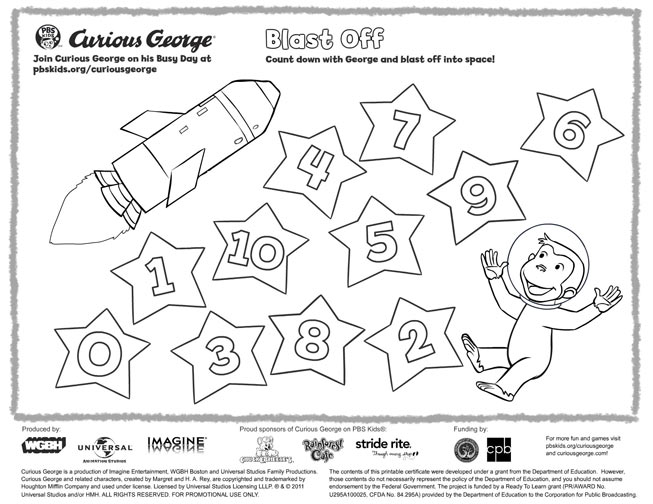 PBS KIDS Curious George®
Join Curious George on his Busy Day at
pbskids.org/curiousgeorge
Blast Off
Count down with George and blast off into space!
7
6
4
9
5
10
1
8
2
3
0
Produced by:
Proud sponsors of Curious George on PBS Kids®:
Funding by:
WGBH
UNIVERSAL
ANIMATION STUDIOS
IMAGINE
CHUCK E. CHEESE'S
Rainforest Cafe
stride rite.
cpb
For more fun and games visit
pbskids.org/curiousgeorge
and curiousgeorge.com!
Curious George is a production of Imagine Entertainment, WGBH Boston and Universal Studios Family Productions.
Curious George and related characters, created by Margret and H. A. Rey, are copyrighted and trademarked by
Houghton Mifflin Company and used under license. Licensed by Universal Studios Licensing LLLP. © & © 2011
Universal Studios and/or HMH. ALL RIGHTS RESERVED. FOR PROMOTIONAL USE ONLY.
The contents of this printable certificate were developed under a grant from the Department of Education. However,
those contents do not necessarily represent the policy of the Department of Education, and you should not assume
endorsement by the Federal Government. The project is funded by a Ready To Learn grant (PR/AWARD No.
U295A100025, CFDA No. 84.295A) provided by the Department of Education to the Corporation for Public Broadcasting.